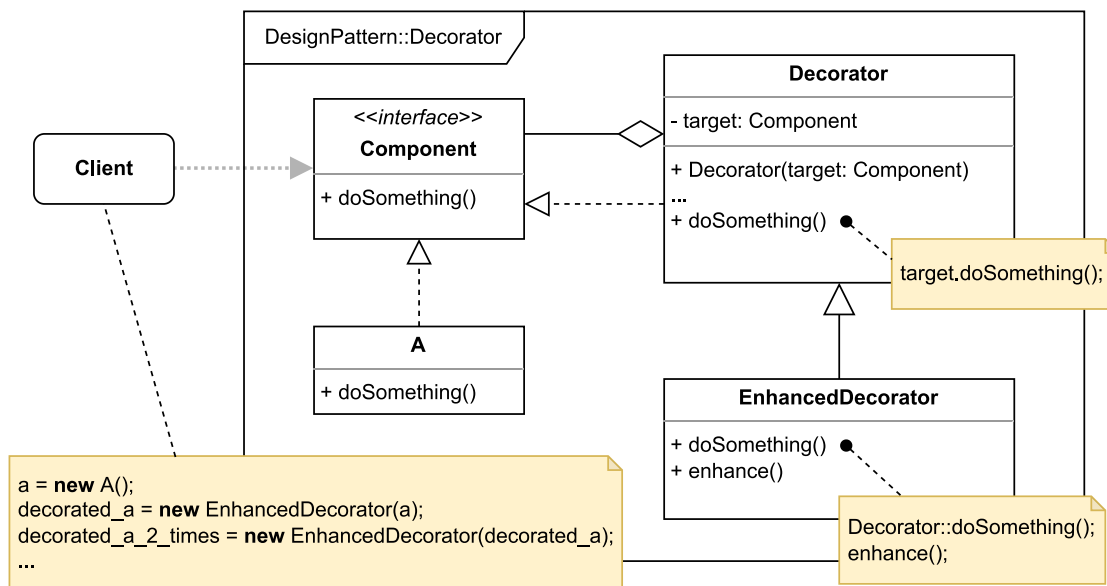 DesignPattern::Decorator
Client
<<interface>>
Component
+ doSomething()
Decorator
- target: Component
+ Decorator(target: Component)
...
+ doSomething()
target.doSomething();
A
+ doSomething()
EnhancedDecorator
+ doSomething()
+ enhance()
Decorator::doSomething();
enhance();
a = new A();
decorated_a = new EnhancedDecorator(a);
decorated_a_2_times = new EnhancedDecorator(decorated_a);
...